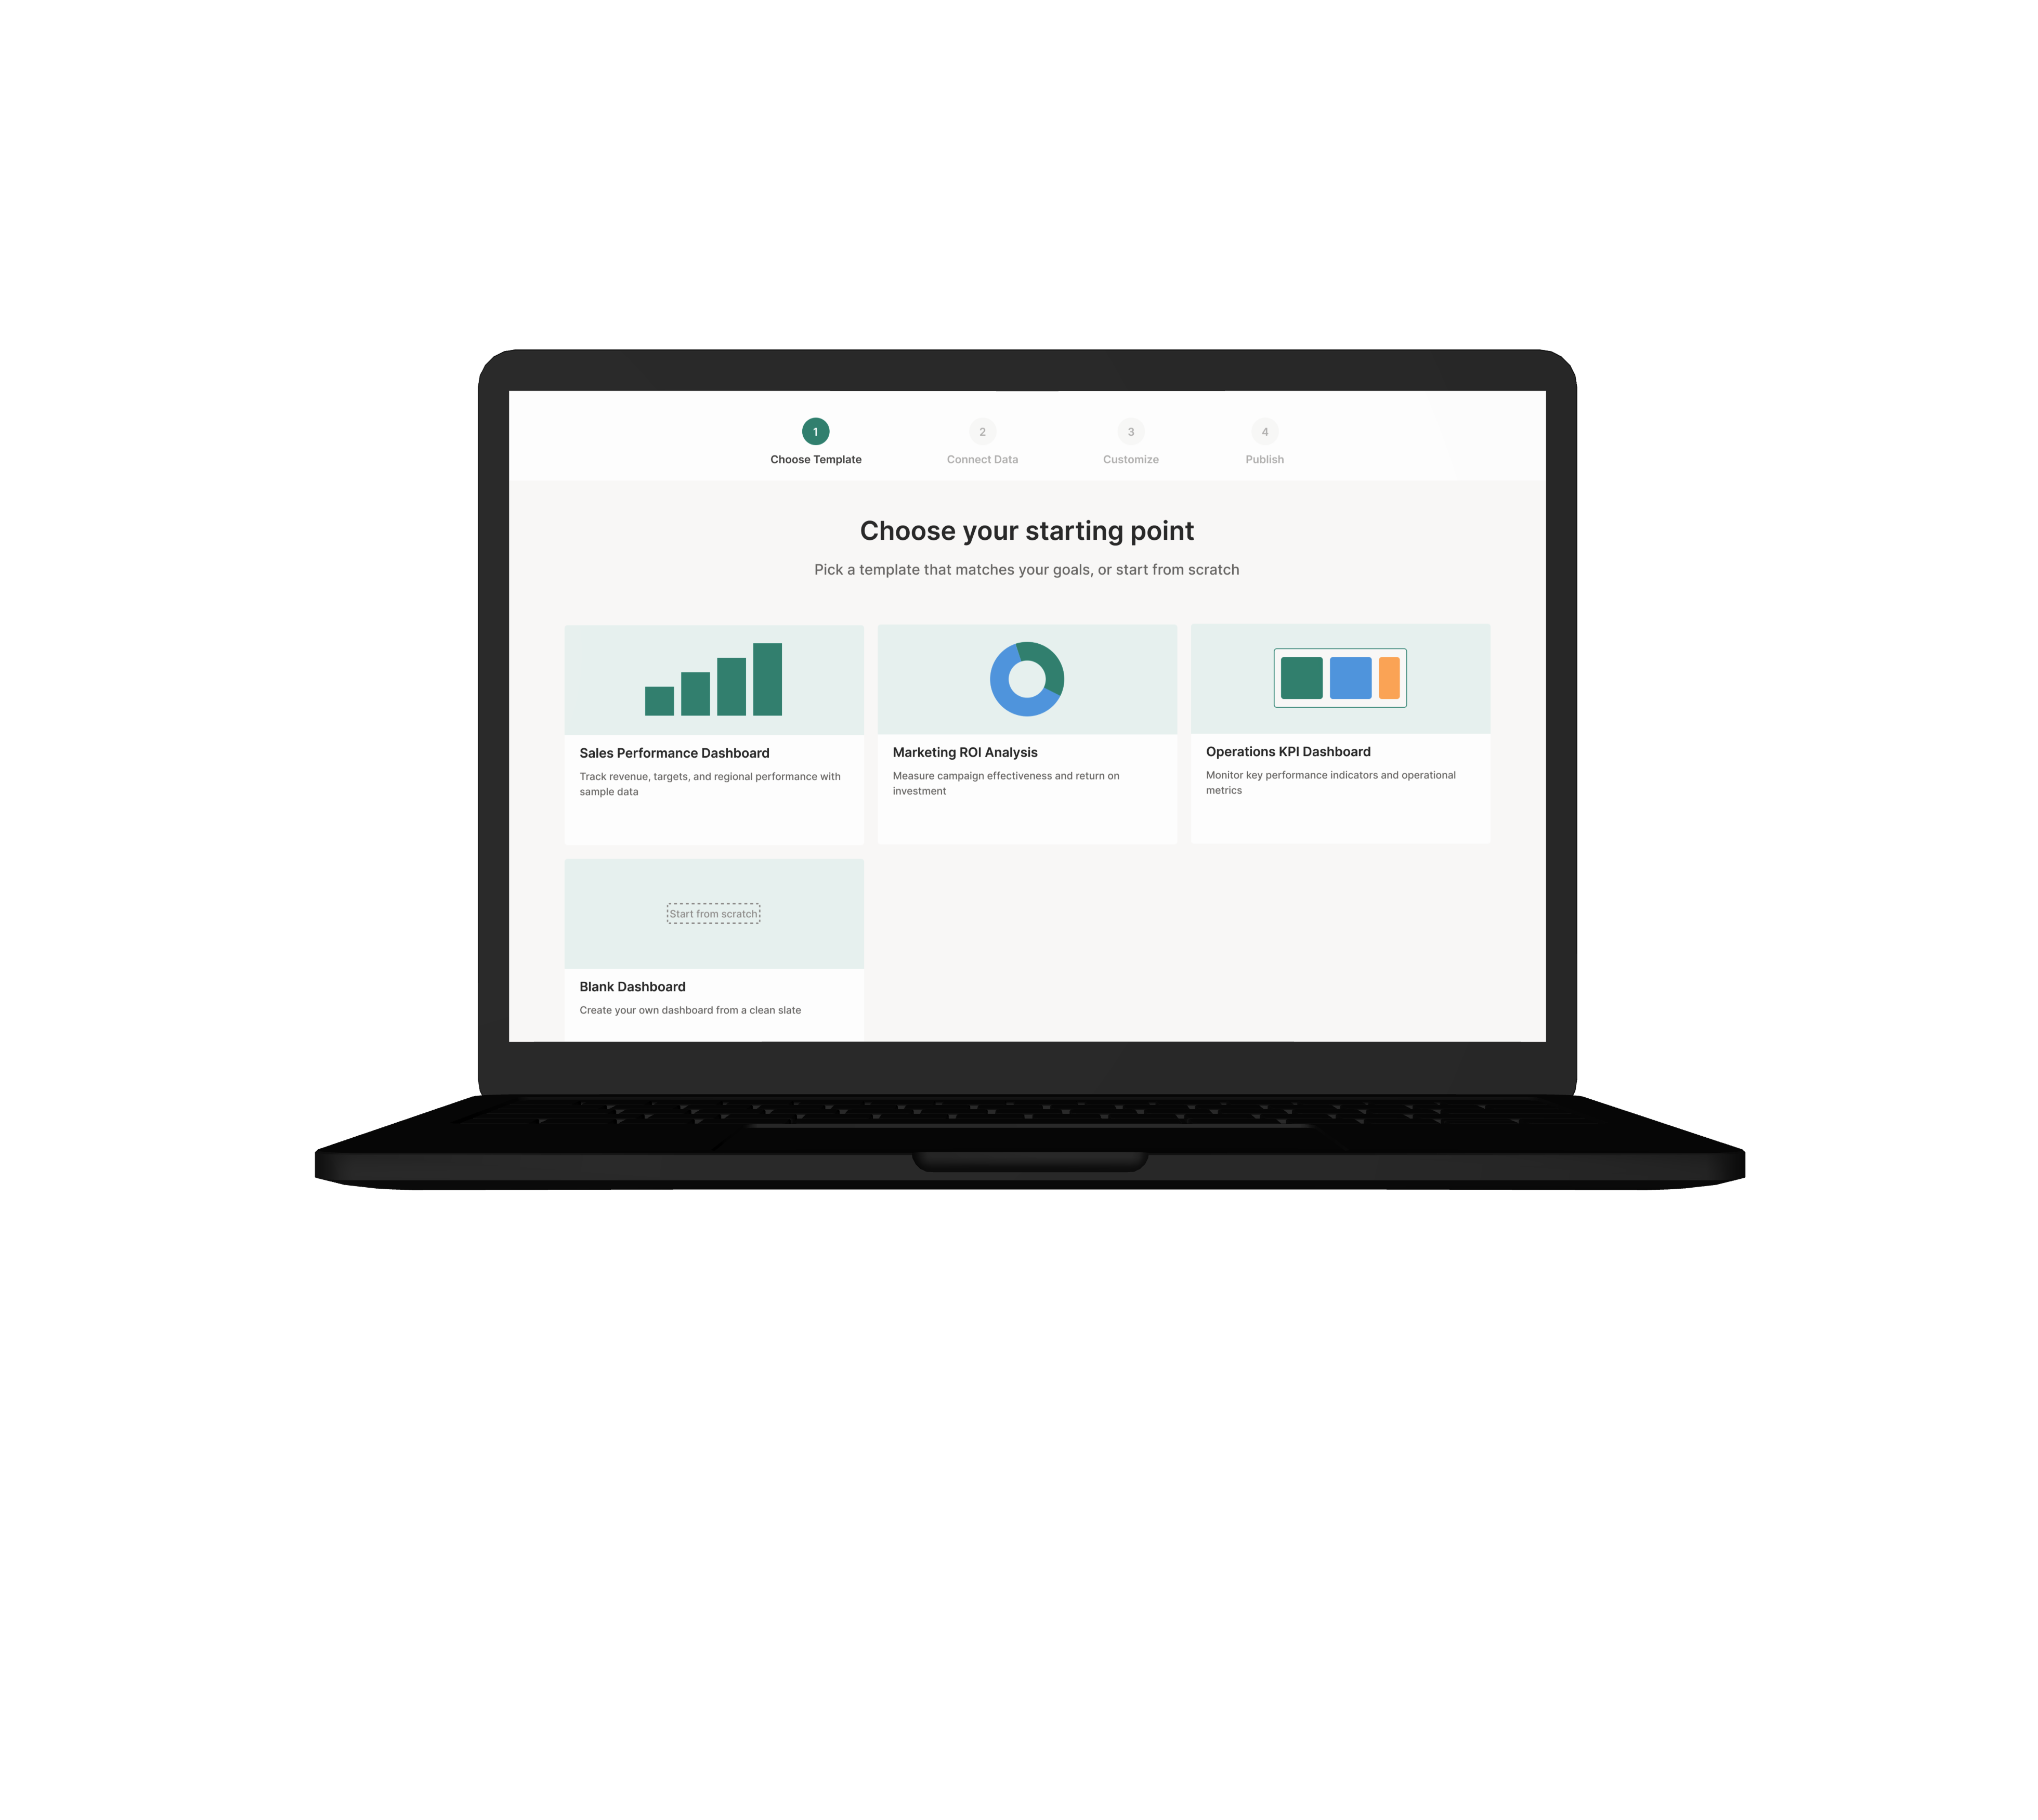 1
Choose Template
2
Connect Data
3
Customize
4
Publish
Choose your starting point
Pick a template that matches your goals, or start from scratch
Sales Performance Dashboard
Track revenue, targets, and regional performance with
sample data
Marketing ROI Analysis
Measure campaign effectiveness and return on
investment
Operations KPI Dashboard
Monitor key performance indicators and operational
metrics
Start from scratch
Blank Dashboard
Create your own dashboard from a clean slate